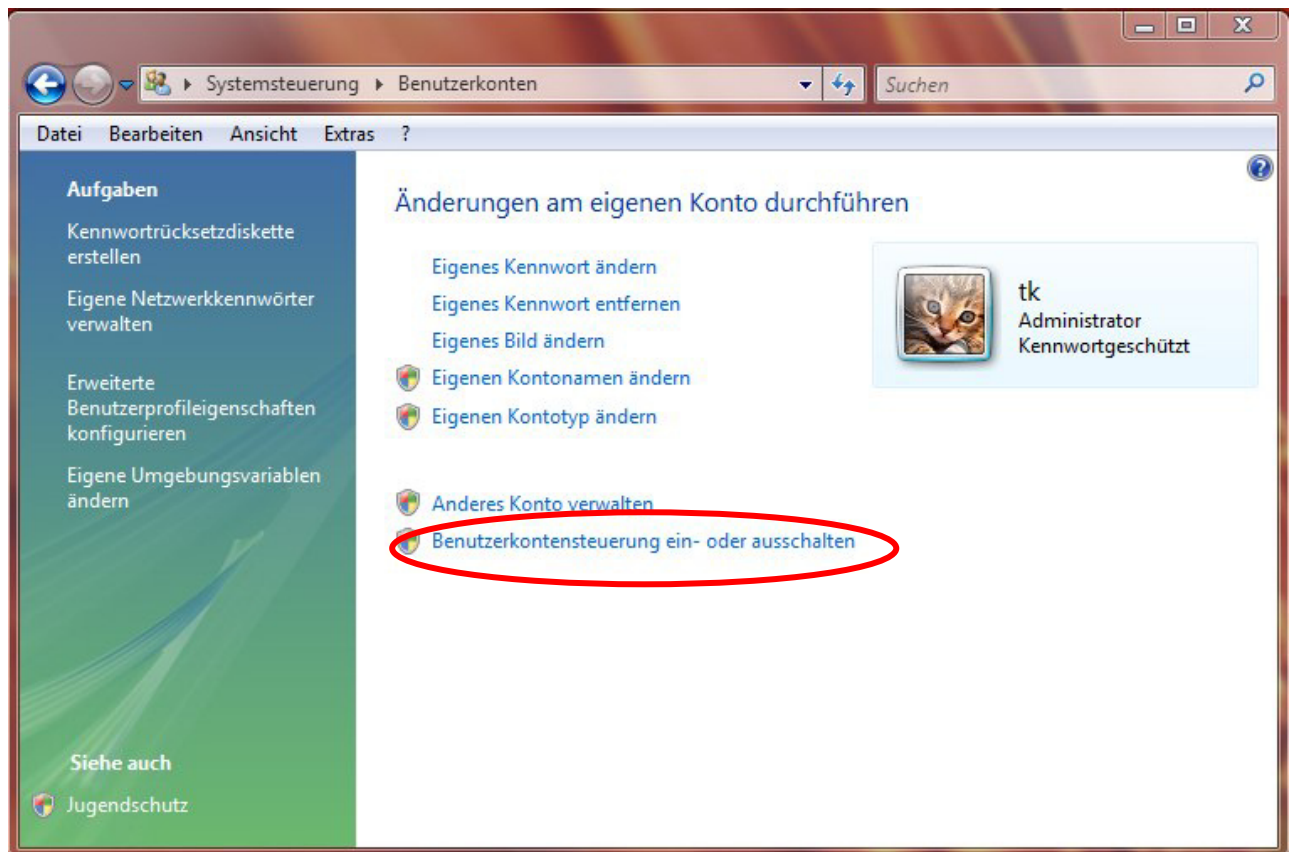 Systemsteuerung ▸ Benutzerkonten
Suchen
Datei Bearbeiten Ansicht Extras ?
Aufgaben
Kennwortrücksetzdiskette
erstellen
Eigene Netzwerkkennwörter
verwalten
Erweiterte
Benutzerprofileigenschaften
konfigurieren
Eigene Umgebungsvariablen
ändern
Siehe auch
Jugendschutz
Änderungen am eigenen Konto durchführen
Eigenes Kennwort ändern
Eigenes Kennwort entfernen
Eigenes Bild ändern
Eigenen Kontonamen ändern
Eigenen Kontotyp ändern
Anderes Konto verwalten
Benutzerkontensteuerung ein- oder ausschalten
tk
Administrator
Kennwortgeschützt